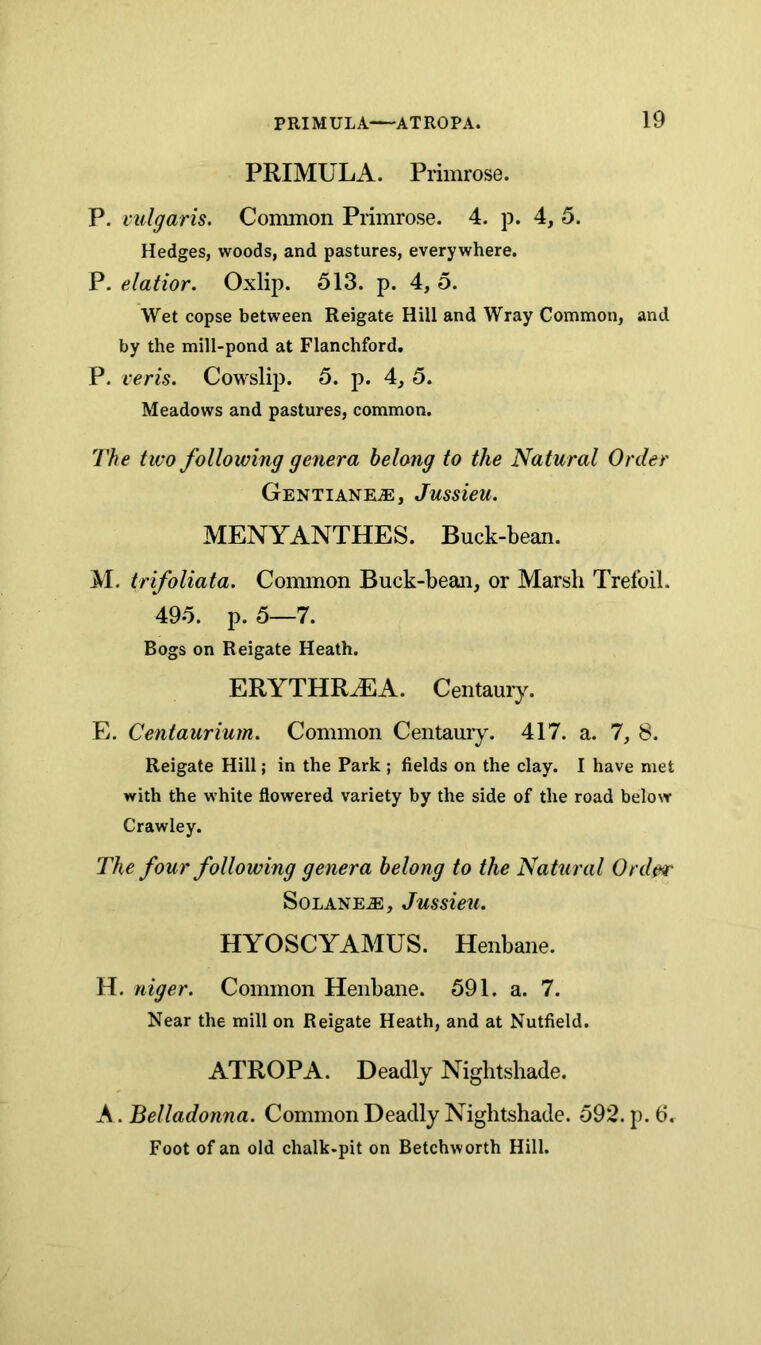 PRIMULA—ATROPA. 19
PRIMULA. Primrose.
P. vulgaris. Common Primrose. 4. p. 4, 5.
Hedges, woods, and pastures, everywhere.
P. elatior. Oxlip. 513. p. 4, 5.
Wet copse between Reigate Hill and Wray Common, and
by the mill-pond at Flanchford.
P. veris. Cowslip. 5. p. 4, 5.
Meadows and pastures, common.
The two following genera belong to the Natural Order
GENTIANEÆ, Jussieu.
MENYANTHES. Buck-bean.
M. trifoliata. Common Buck-bean, or Marsh Trefoil.
495. p. 5—7.
Bogs on Reigate Heath.
ERYTHRÆA. Centaury.
E. Centaurium. Common Centaury. 417. a. 7, 8.
Reigate Hill; in the Park; fields on the clay. I have met
with the white flowered variety by the side of the road below
Crawley.
The four following genera belong to the Natural Order
SOLANEÆ, Jussieu.
HYOSCYAMUS. Henbane.
H. niger. Common Henbane. 591. a. 7.
Near the mill on Reigate Heath, and at Nutfield.
ATROPA. Deadly Nightshade.
A. Belladonna. Common Deadly Nightshade. 592. p. 6.
Foot of an old chalk-pit on Betchworth Hill.